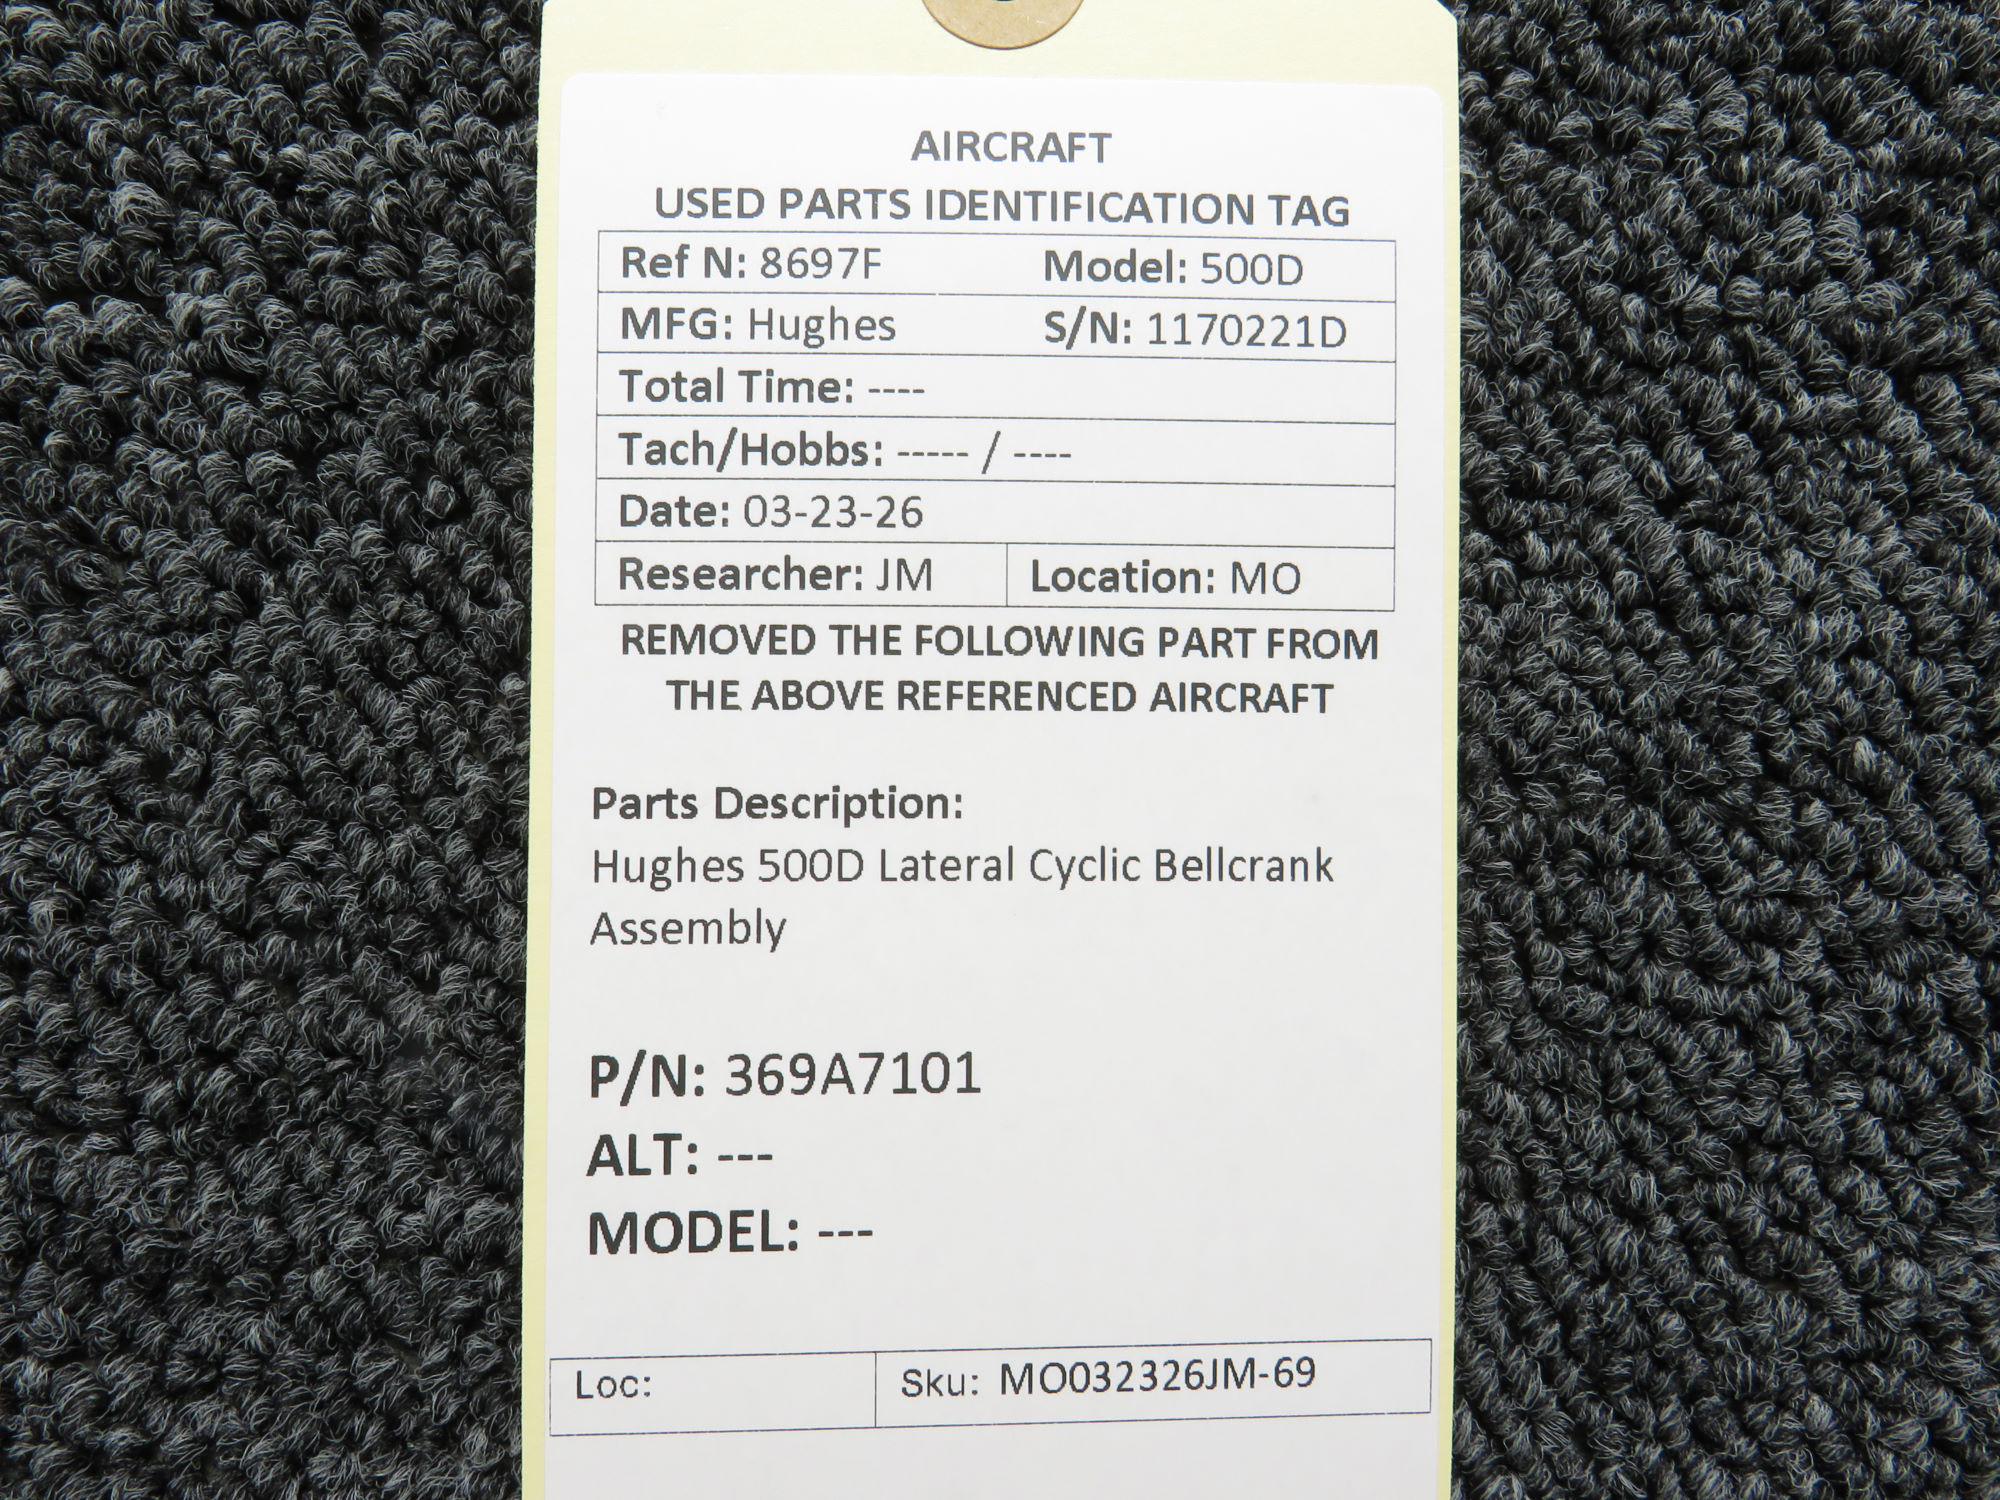 AIRCRAFT
USED PARTS IDENTIFICATION TAG
Ref N: 8697F Model: 500D
MFG: Hughes S/N: 1170221D
Total Time: ----
Tach/Hobbs: ----- / ----
Date: 03-23-26
Researcher: JM Location: MO
REMOVED THE FOLLOWING PART FROM
THE ABOVE REFERENCED AIRCRAFT
Parts Description:
Hughes 500D Lateral Cyclic Bellcrank
Assembly
P/N: 369A7101
ALT: ---
MODEL: ---
Loc: Sku: MO032326JM-69